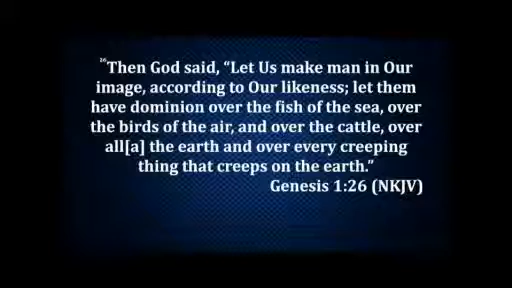 26Then God said, “Let Us make man in Our
image, according to Our likeness; let them
have dominion over the fish of the sea, over
the birds of the air, and over the cattle, over
all[a] the earth and over every creeping
thing that creeps on the earth.”
Genesis 1:26 (NKJV)